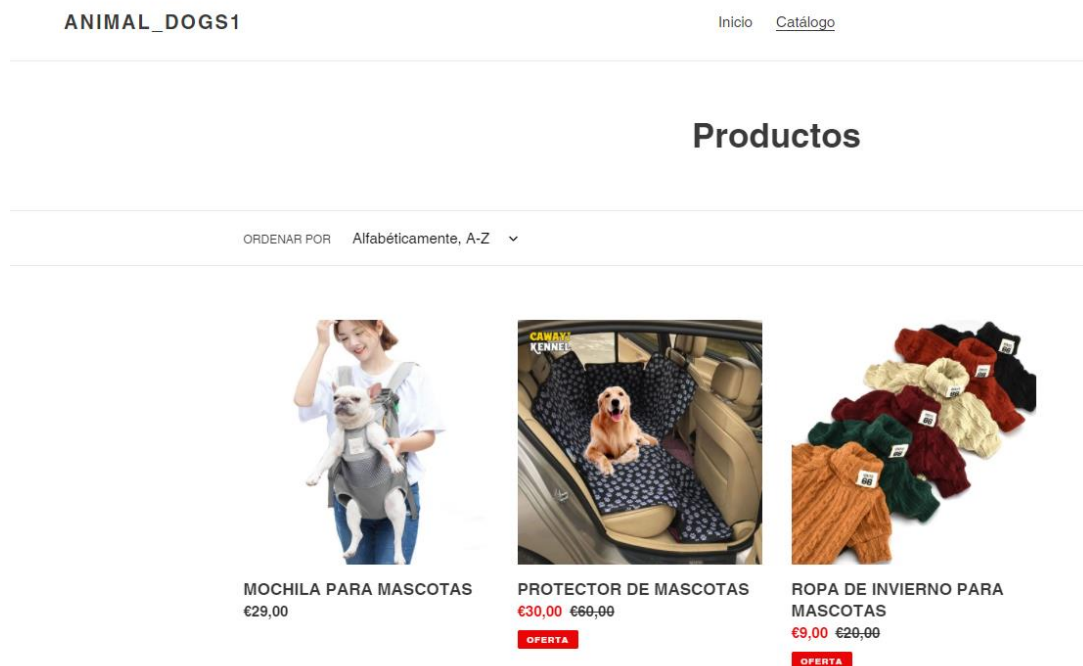 ANIMAL_DOGS1
Inicio Catálogo
Productos
ORDENAR POR Alfabéticamente, A-Z
CAWAYI
KENNEL
MOCHILA PARA MASCOTAS
€29,00
PROTECTOR DE MASCOTAS
€30,00 €60,00
OFERTA
ROPA DE INVIERNO PARA
MASCOTAS
€9,00 €20,00
OFERTA